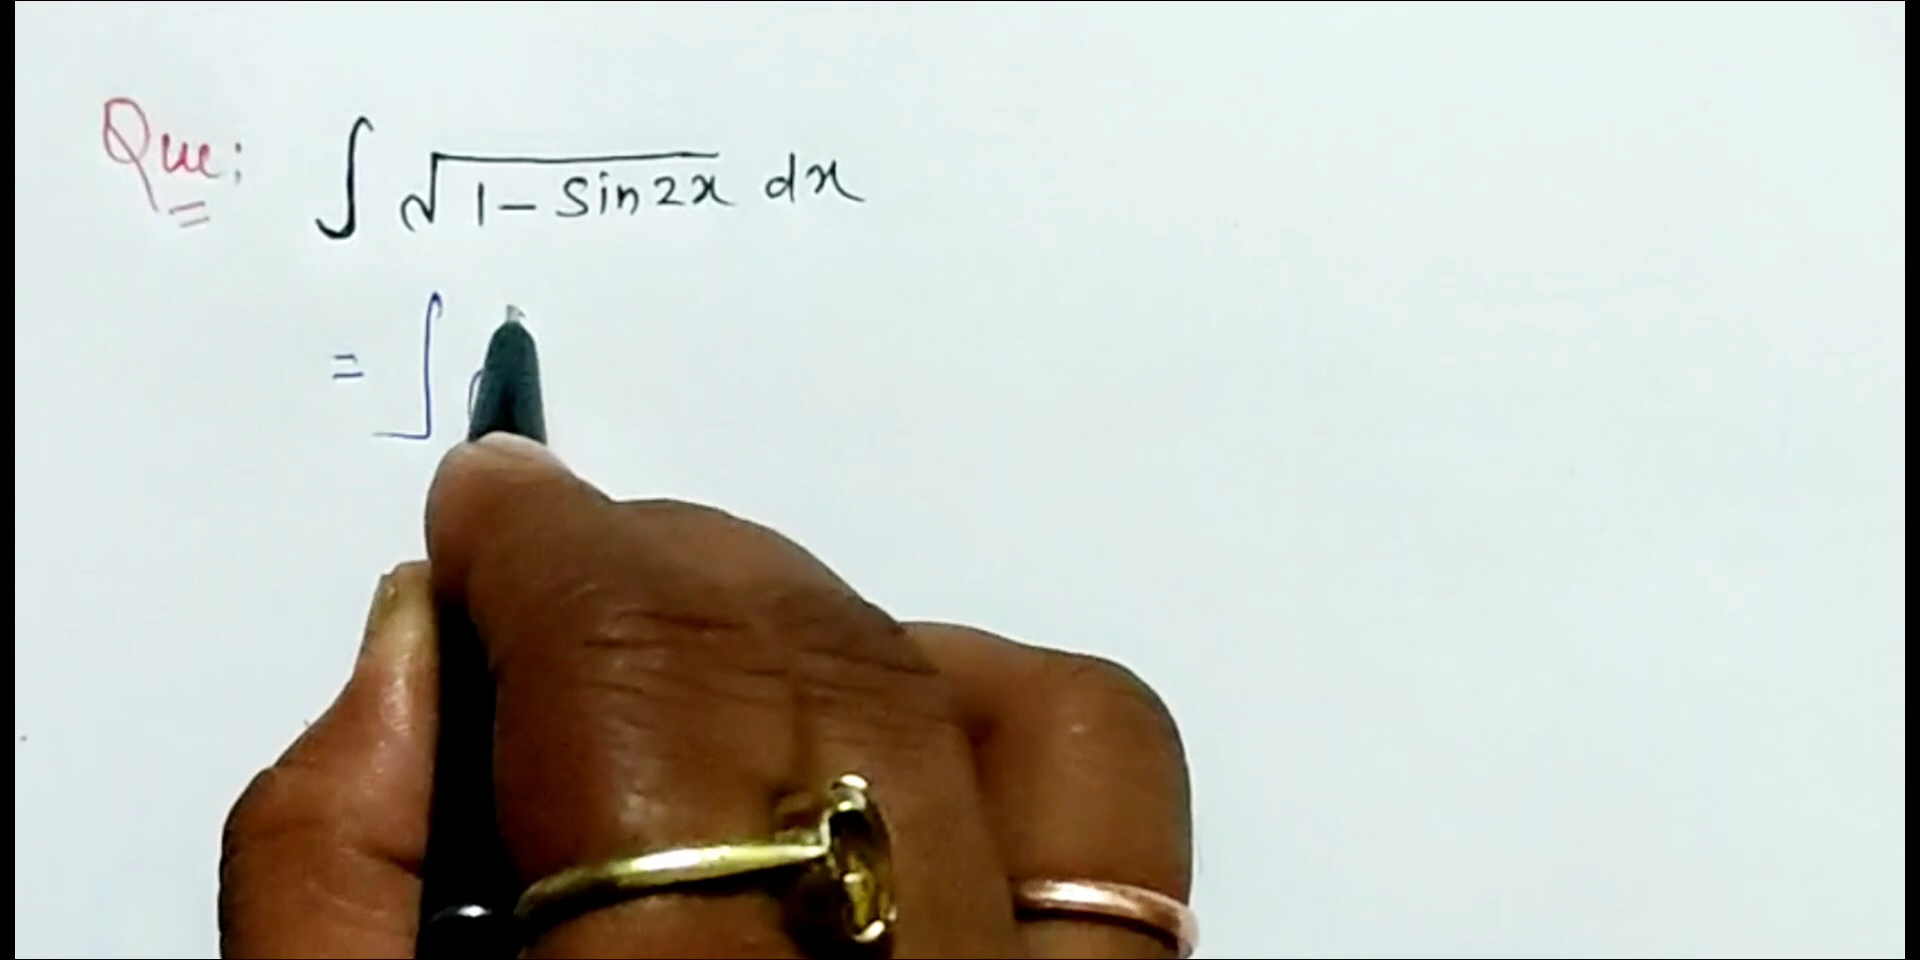 Que: ∫ √(1 - Sin2x) dx
= ∫